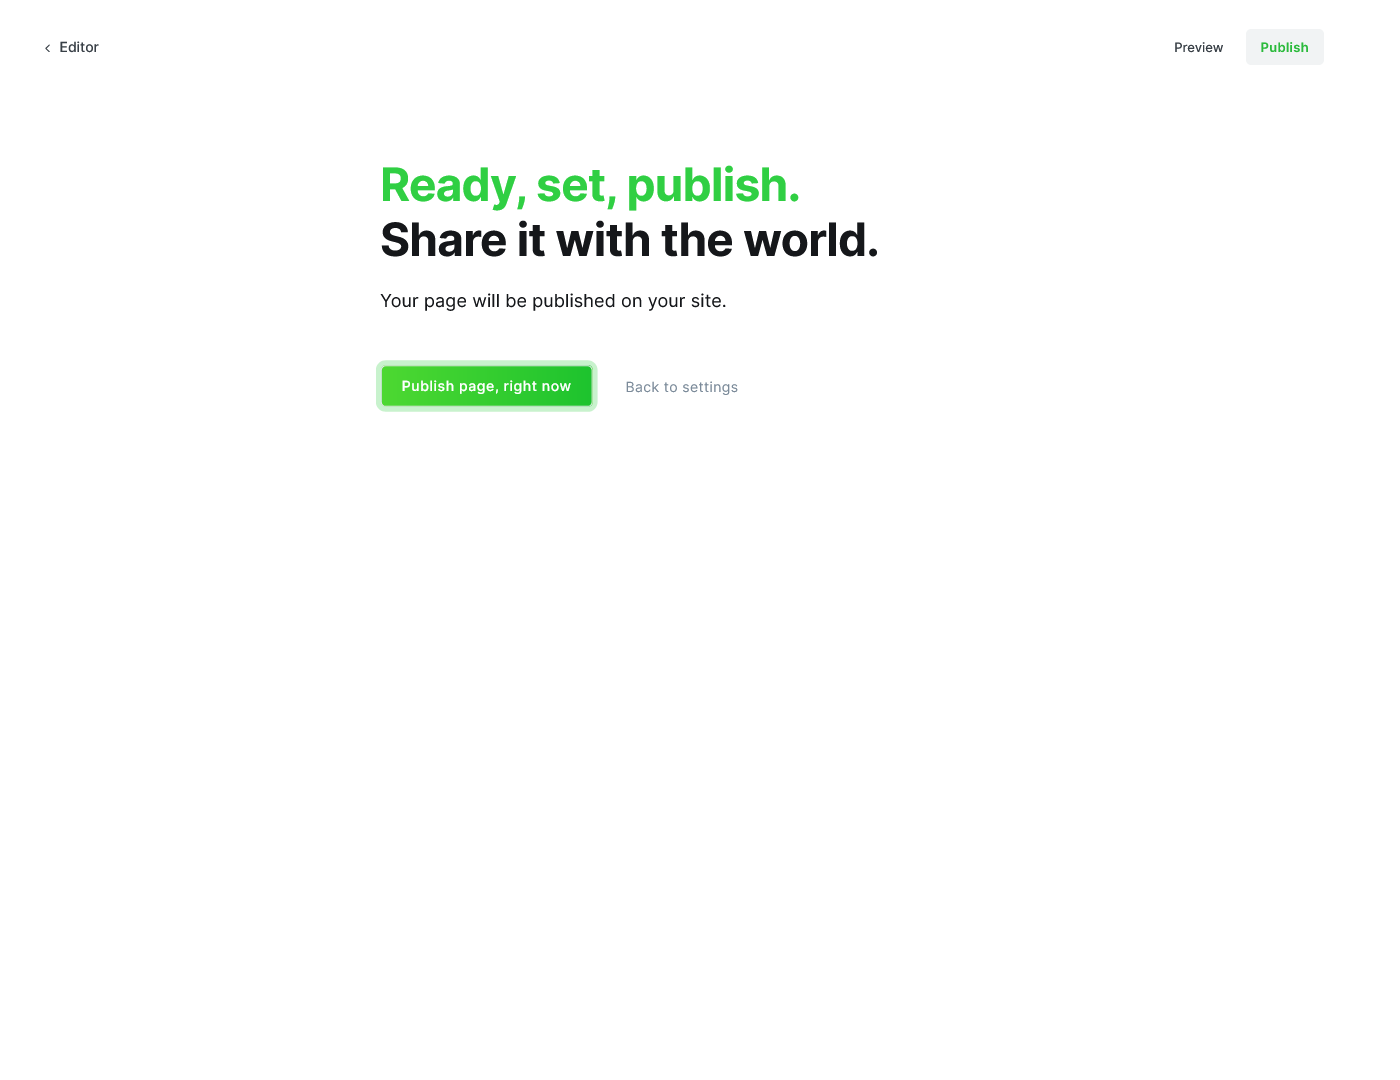 Editor
Preview
Publish
Ready, set, publish.
Share it with the world.
Your page will be published on your site.
Publish page, right now
Back to settings